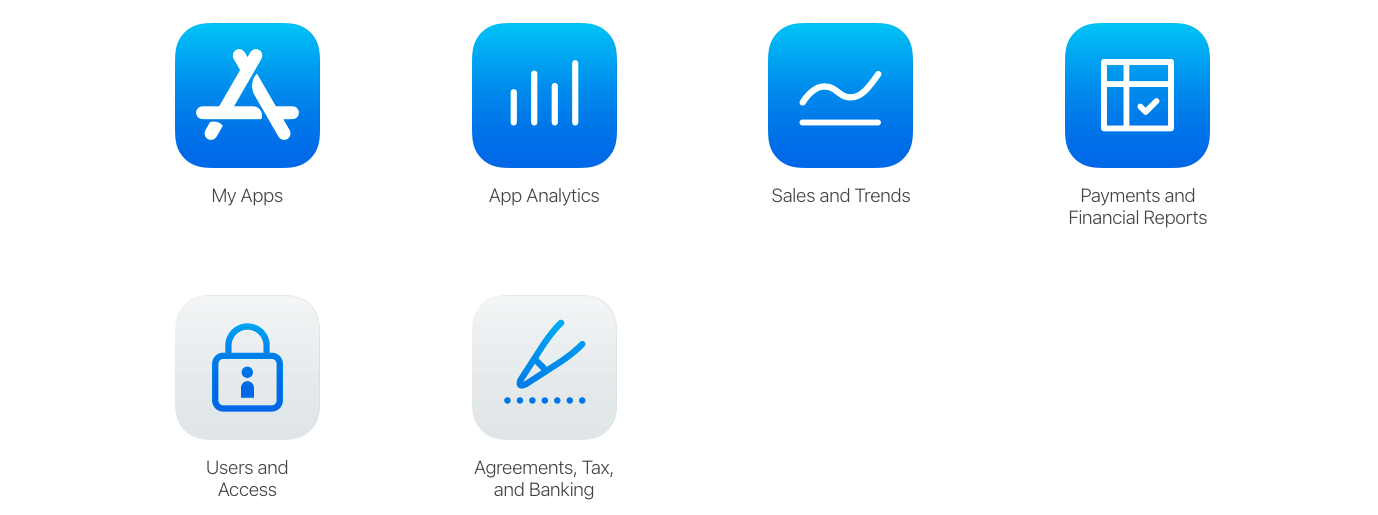 My Apps
App Analytics
Sales and Trends
Payments and
Financial Reports
Users and
Access
Agreements, Tax,
and Banking